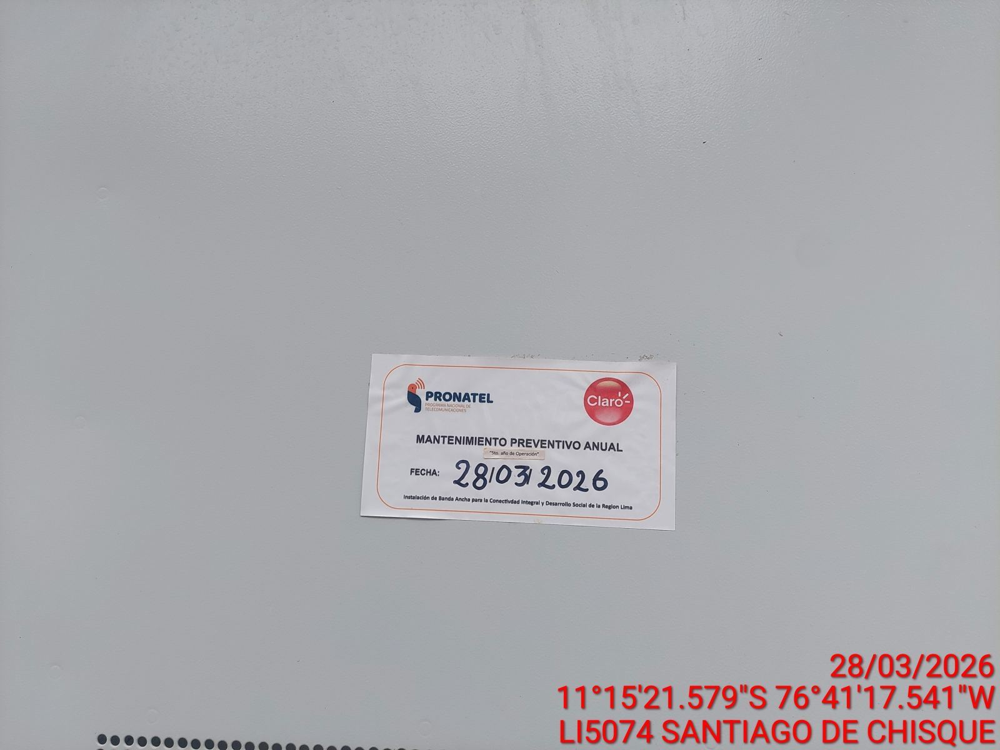 PRONATEL
PROGRAMA NACIONAL DE
TELECOMUNICACIONES
Claro
MANTENIMIENTO PREVENTIVO ANUAL
"5to. año de Operación"
FECHA: 28/03/2026
Instalación de Banda Ancha para la Conectivdad Integral y Desarrollo Social de la Region Lima
28/03/2026
11°15'21.579"S 76°41'17.541"W
LI5074 SANTIAGO DE CHISQUE